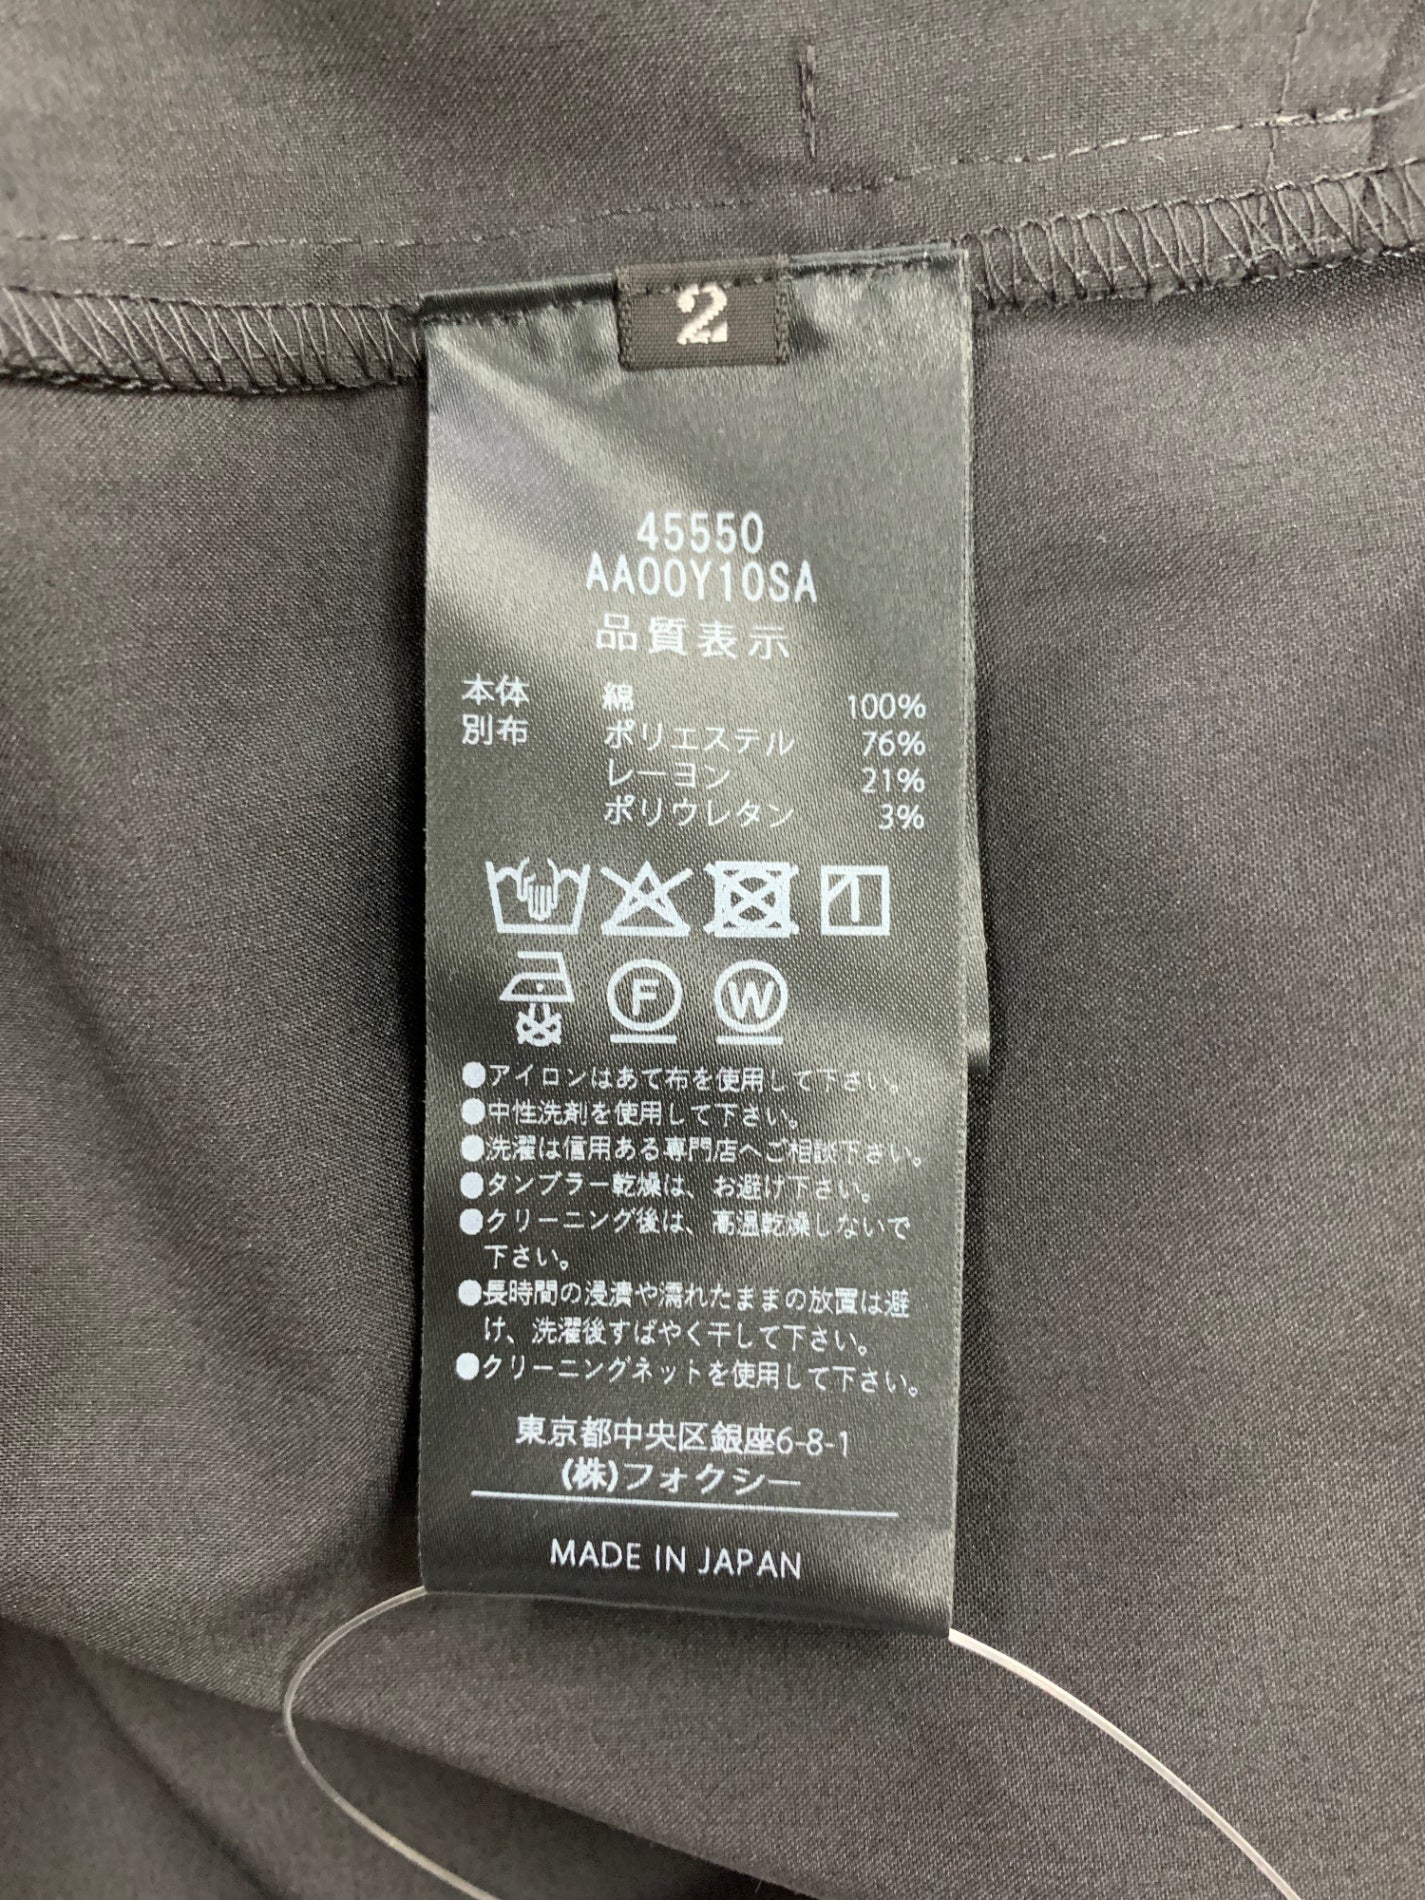 2
45550
AA00Y10SA
品質表示
本体 綿 100%
別布 ポリエステル 76%
レーヨン 21%
ポリウレタン 3%
F W
●アイロンはあて布を使用して下さい。
●中性洗剤を使用して下さい。
●洗濯は信用ある専門店へご相談下さい。
●タンブラー乾燥は、お避け下さい。
●クリーニング後は、高温乾燥しないで
下さい。
●長時間の浸漬や濡れたままの放置は避
け、洗濯後すばやく干して下さい。
●クリーニングネットを使用して下さい。
東京都中央区銀座6-8-1
(株)フォクシー
MADE IN JAPAN